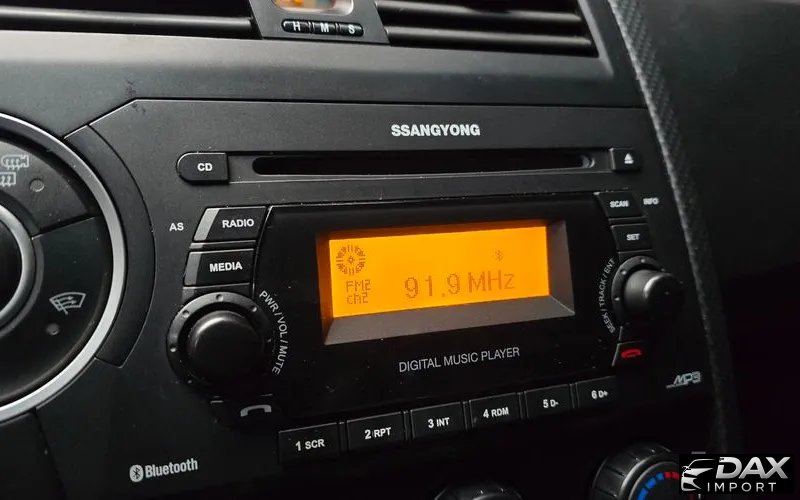 H M S
SSANGYONG
CD
AS
RADIO
SCAN
INFO
MEDIA
SET
FM2
CH2
91.9 MHz
PWR/VOL/MUTE
SEEK/TRACK/ENT
DIGITAL MUSIC PLAYER
MP3
1 SCR
2 RPT
3 INT
4 RDM
5 D-
6 D+
Bluetooth
DAX
IMPORT